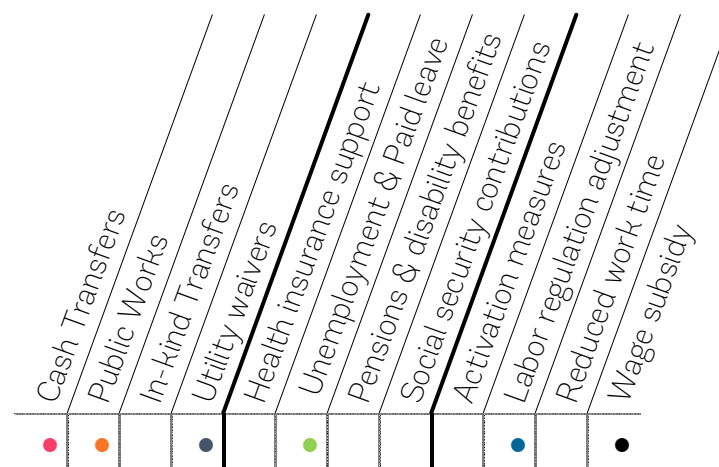 Cash Transfers
Public Works
In-kind Transfers
Utility waivers
Health insurance support
Unemployment & Paid leave
Pensions & disability benefits
Social security contributions
Activation measures
Labor regulation adjustment
Reduced work time
Wage subsidy